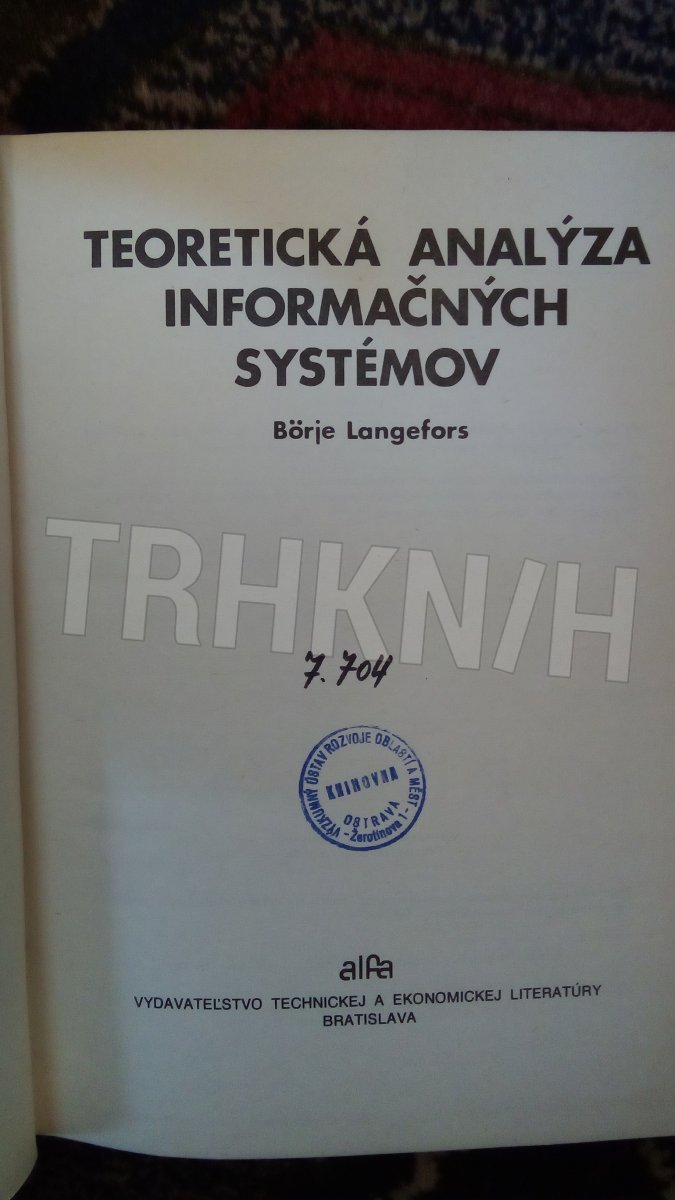 TEORETICKÁ ANALÝZA
INFORMAČNÝCH
SYSTÉMOV
Börje Langefors
TRHKN/H
7.704
VÝZKUMNÝ ÚSTAV ROZVOJE OBLASTÍ A MĚST
KNIHOVNA
OSTRAVA
- Žerotínova 1 -
alfa
VYDAVATEĽSTVO TECHNICKEJ A EKONOMICKEJ LITERATÚRY
BRATISLAVA